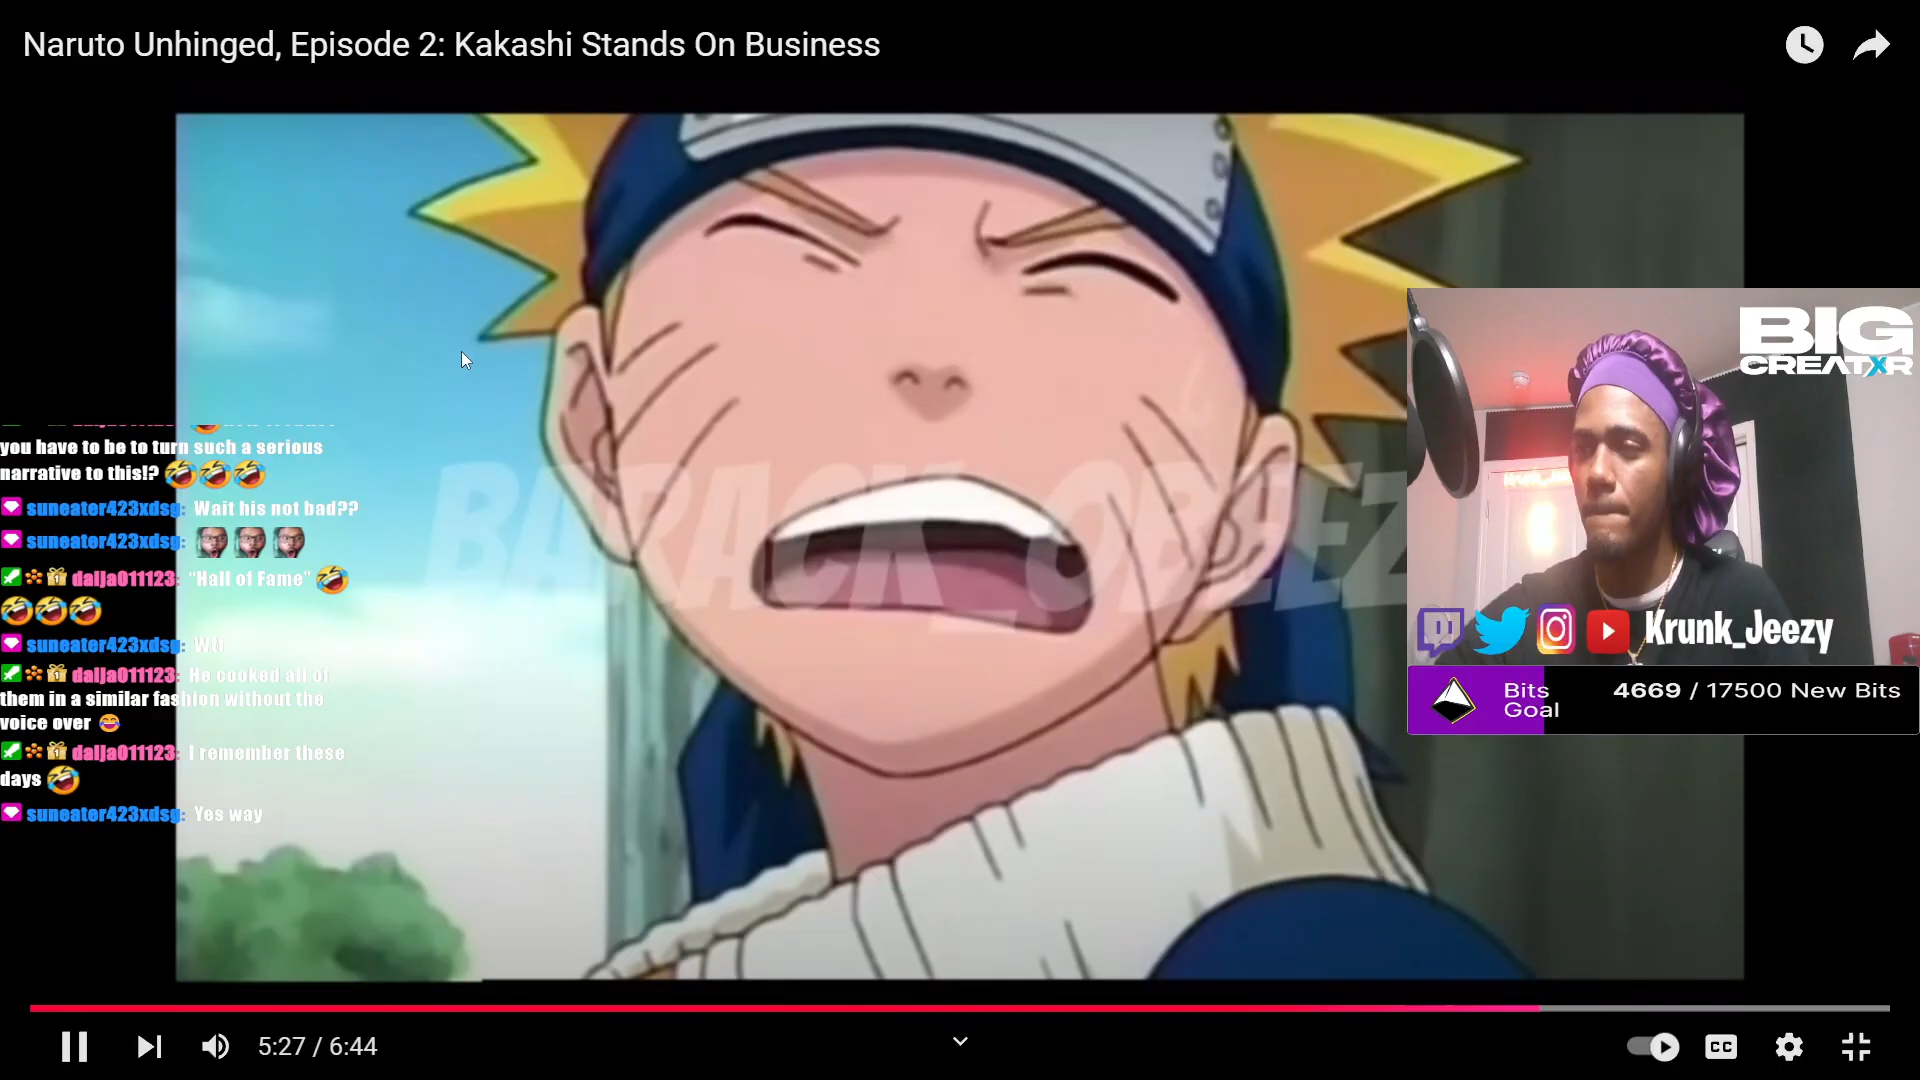 Naruto Unhinged, Episode 2: Kakashi Stands On Business
BIG
CREATXR
you have to be to turn such a serious
narrative to this!?
suneater423xdsg: Wait his not bad??
suneater423xdsg:
dalja011123: "Hall of Fame"
suneater423xdsg: Wtf
dalja011123: He cooked all of
them in a similar fashion without the
voice over
dalja011123: I remember these
days
suneater423xdsg: Yes way
BARACK_OBEEZ
Krunk_Jeezy
Bits
Goal
4669 / 17500 New Bits
5:27 / 6:44
CC